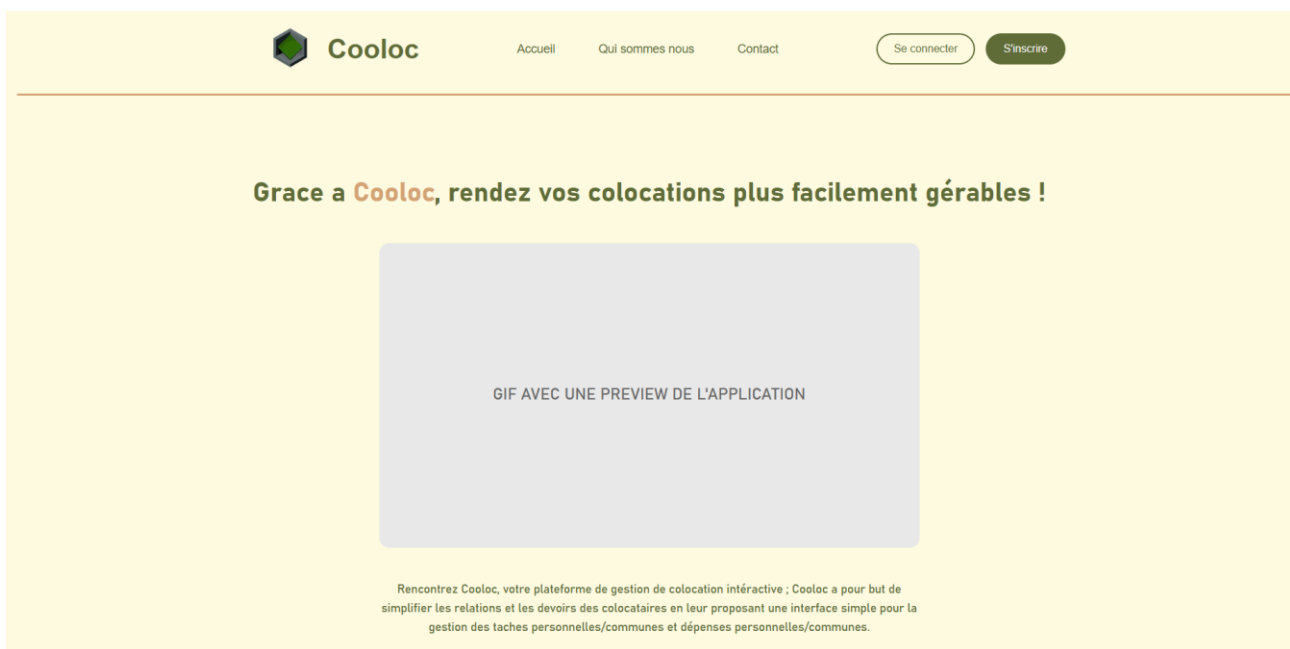 Cooloc
Accueil
Qui sommes nous
Contact
Se connecter
S'inscrire
Grace a Cooloc, rendez vos colocations plus facilement gérables !
GIF AVEC UNE PREVIEW DE L'APPLICATION
Rencontrez Cooloc, votre plateforme de gestion de colocation intéractive ; Cooloc a pour but de
simplifier les relations et les devoirs des colocataires en leur proposant une interface simple pour la
gestion des taches personnelles/communes et dépenses personnelles/communes.